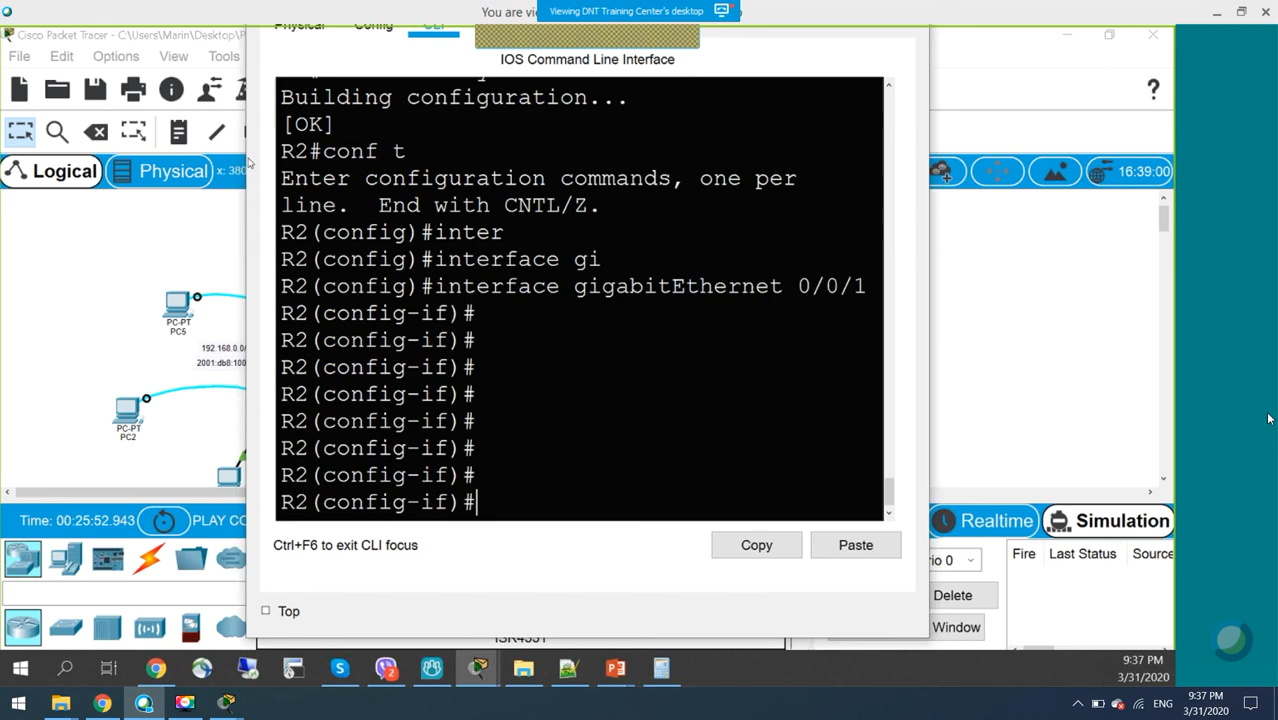 You are vie
Viewing DNT Training Center's desktop
Cisco Packet Tracer - C:\Users\Marin\Desktop\P
File Edit Options View Tools
Physical Config CLI
IOS Command Line Interface
Building configuration...
[OK]
R2#conf t
Enter configuration commands, one per
line. End with CNTL/Z.
R2(config)#inter
R2(config)#interface gi
R2(config)#interface gigabitEthernet 0/0/1
R2(config-if)#
R2(config-if)#
R2(config-if)#
R2(config-if)#
R2(config-if)#
R2(config-if)#
R2(config-if)#
R2(config-if)#
Ctrl+F6 to exit CLI focus
Copy
Paste
Top
Logical
Physical
x: 380
16:39:00
PC-PT
PC5
192.168.0.0/
2001:db8:100
PC-PT
PC2
Time: 00:25:52.943
PLAY CO
Realtime
Simulation
rio 0
Fire Last Status Source
Delete
Window
ISR4331
9:37 PM
3/31/2020
ENG
9:37 PM
3/31/2020